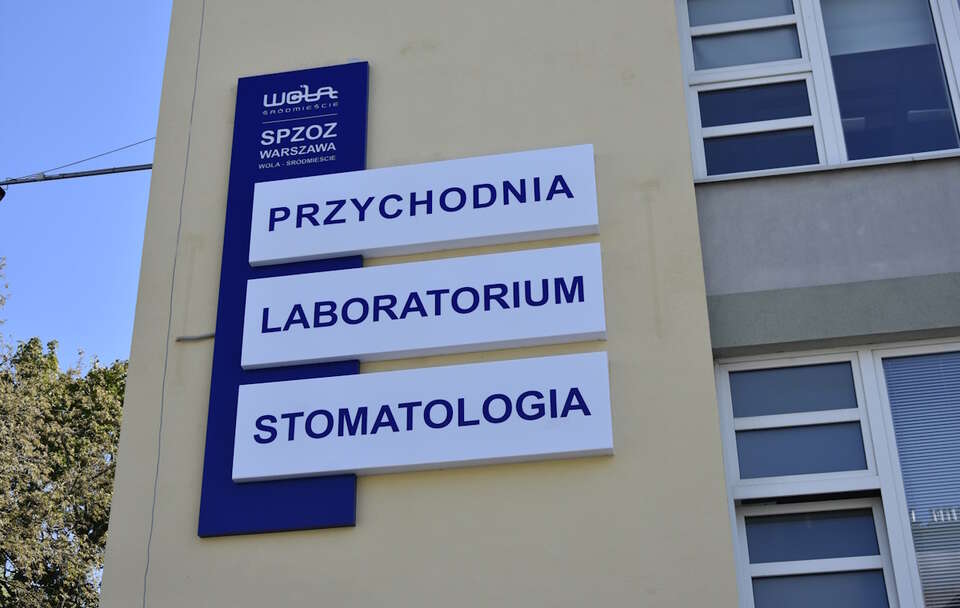 WOLA
ŚRÓDMIEŚCIE
SPZOZ
WARSZAWA
WOLA - ŚRÓDMIEŚCIE
PRZYCHODNIA
LABORATORIUM
STOMATOLOGIA